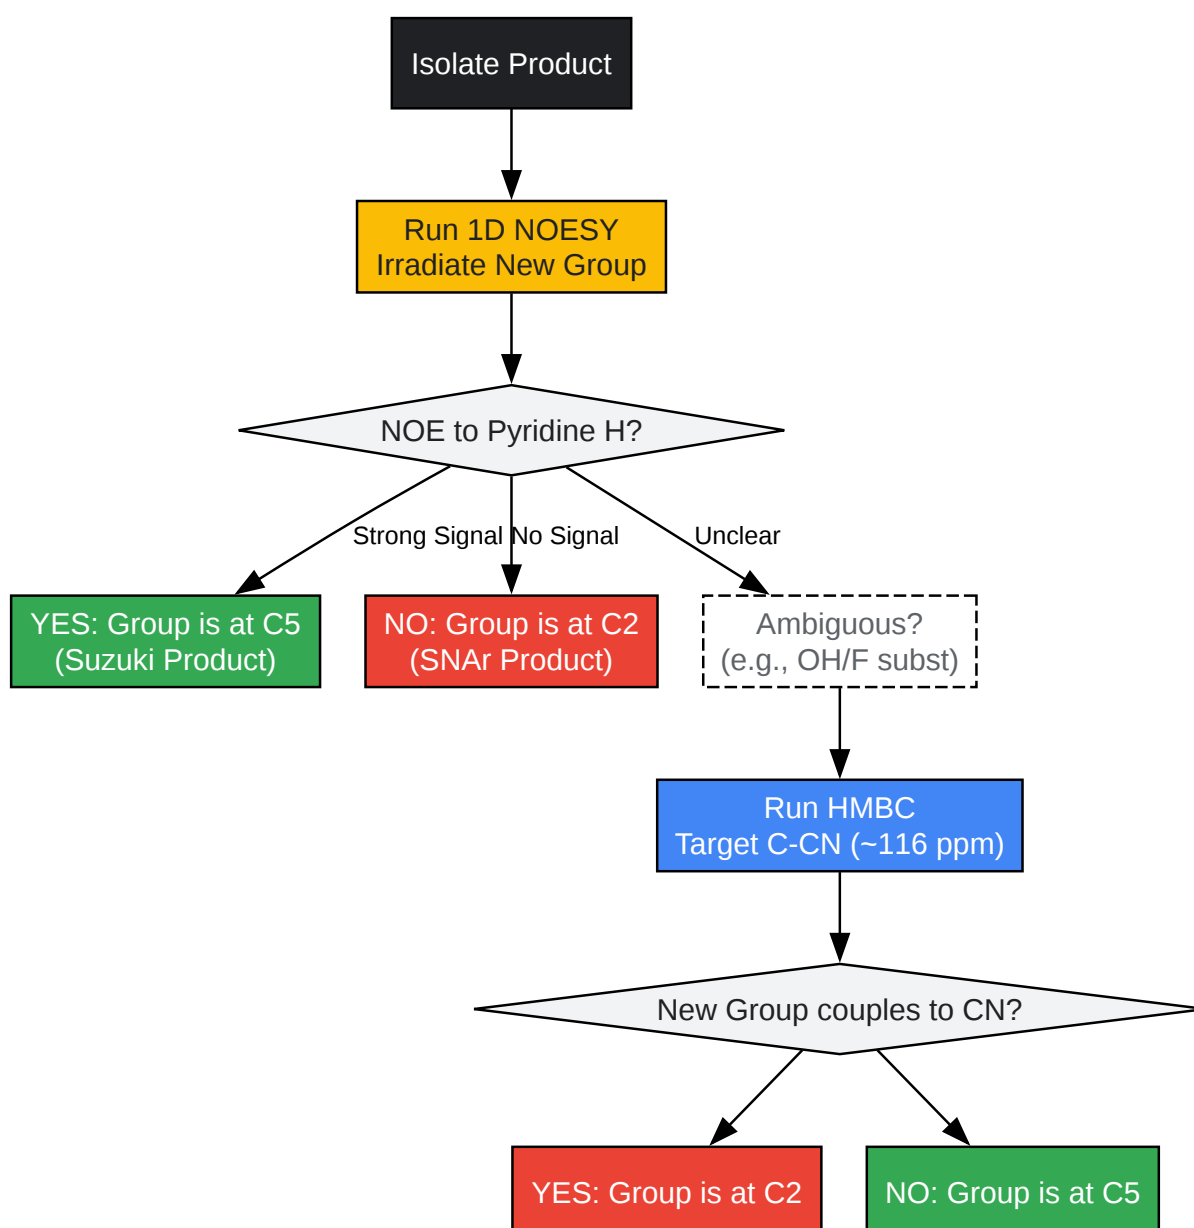 Isolate Product
Run 1D NOESY
Irradiate New Group
NOE to Pyridine H?
Strong Signal
No Signal
Unclear
YES: Group is at C5
(Suzuki Product)
NO: Group is at C2
(SNAr Product)
Ambiguous?
(e.g., OH/F subst)
Run HMBC
Target C-CN (~116 ppm)
New Group couples to CN?
YES: Group is at C2
NO: Group is at C5